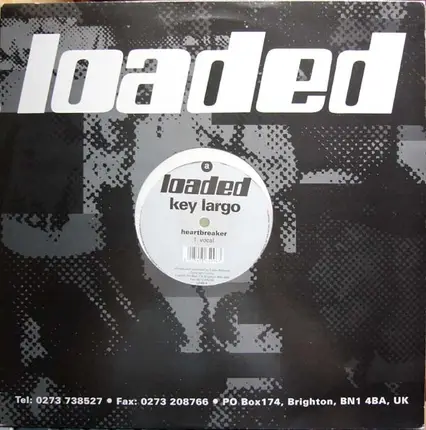 loaded
a
loaded
key largo
heartbreaker
1. vocal
Tel: 0273 738527 • Fax: 0273 208766 • PO Box174, Brighton, BN1 4BA, UK